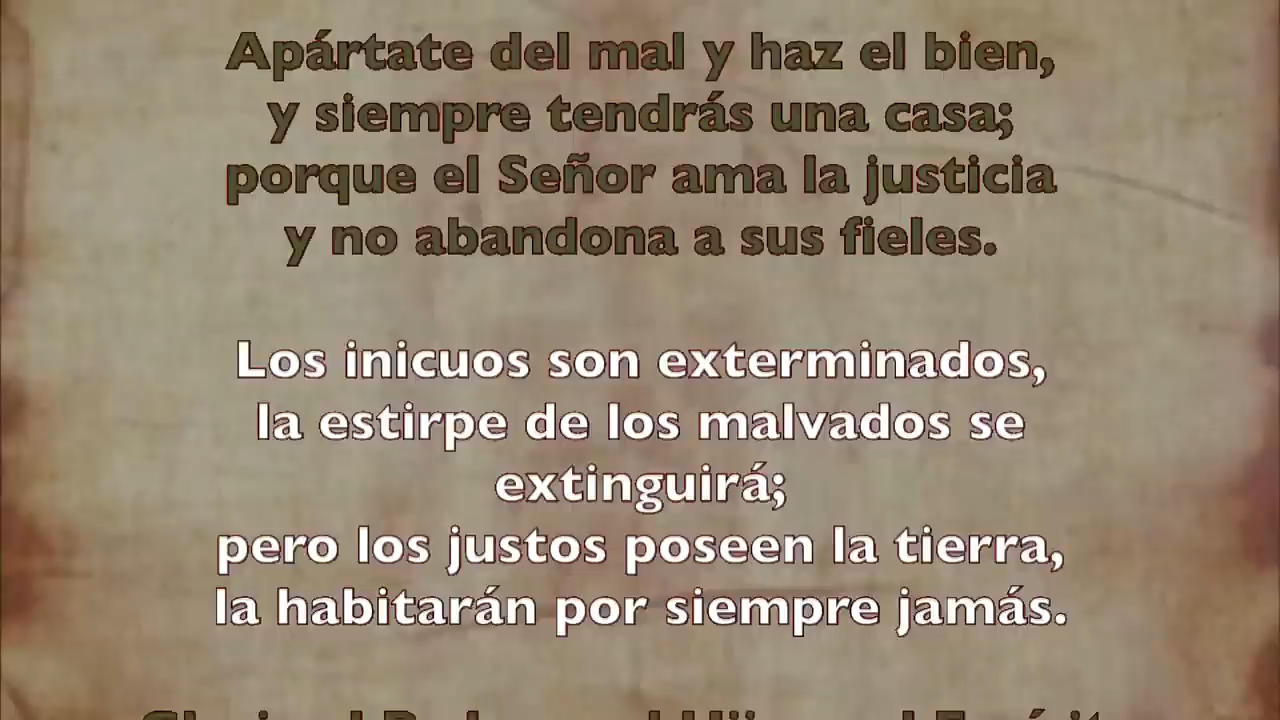 Apártate del mal y haz el bien,
y siempre tendrás una casa;
porque el Señor ama la justicia
y no abandona a sus fieles.
Los inicuos son exterminados,
la estirpe de los malvados se
extinguirá;
pero los justos poseen la tierra,
la habitarán por siempre jamás.